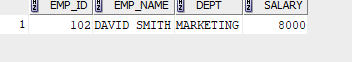 EMP_ID EMP_NAME DEPT SALARY
1 102 DAVID SMITH MARKETING 8000